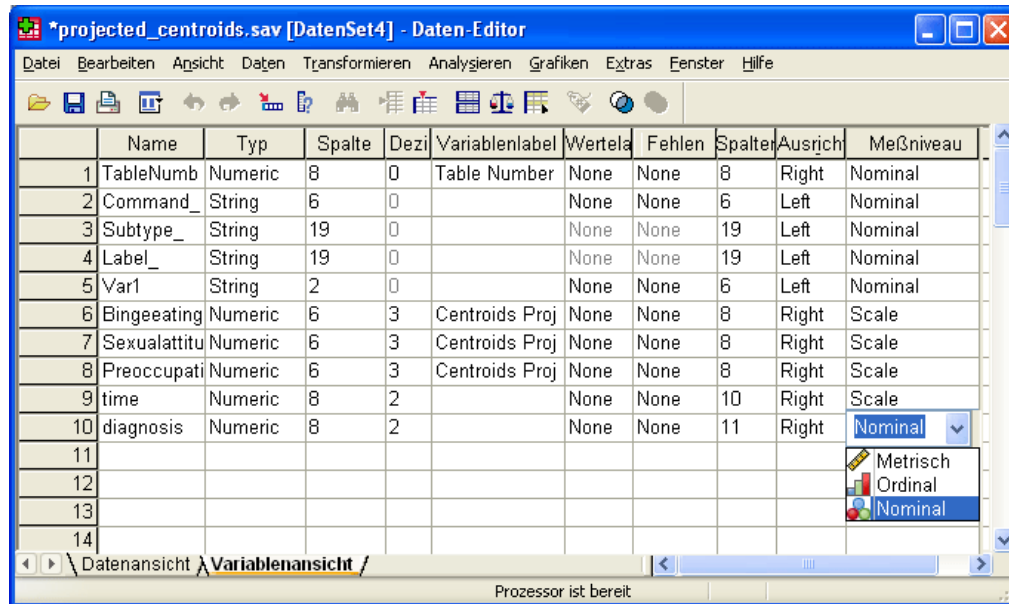 *projected_centroids.sav [DatenSet4] - Daten-Editor
Datei Bearbeiten Ansicht Daten Transformieren Analysieren Grafiken Extras Fenster Hilfe
Name Typ Spalte Dezi Variablenlabel Wertela Fehlen Spalten Ausricht Meßniveau
1 TableNumb Numeric 8 0 Table Number None None 8 Right Nominal
2 Command_ String 6 0 None None 6 Left Nominal
3 Subtype_ String 19 0 None None 19 Left Nominal
4 Label_ String 19 0 None None 19 Left Nominal
5 Var1 String 2 0 None None 6 Left Nominal
6 Bingeeating Numeric 6 3 Centroids Proj None None 8 Right Scale
7 Sexualattitu Numeric 6 3 Centroids Proj None None 8 Right Scale
8 Preoccupati Numeric 6 3 Centroids Proj None None 8 Right Scale
9 time Numeric 8 2 None None 10 Right Scale
10 diagnosis Numeric 8 2 None None 11 Right Nominal
11 Metrisch
12 Ordinal
13 Nominal
14
Datenansicht Variablenansicht
Prozessor ist bereit